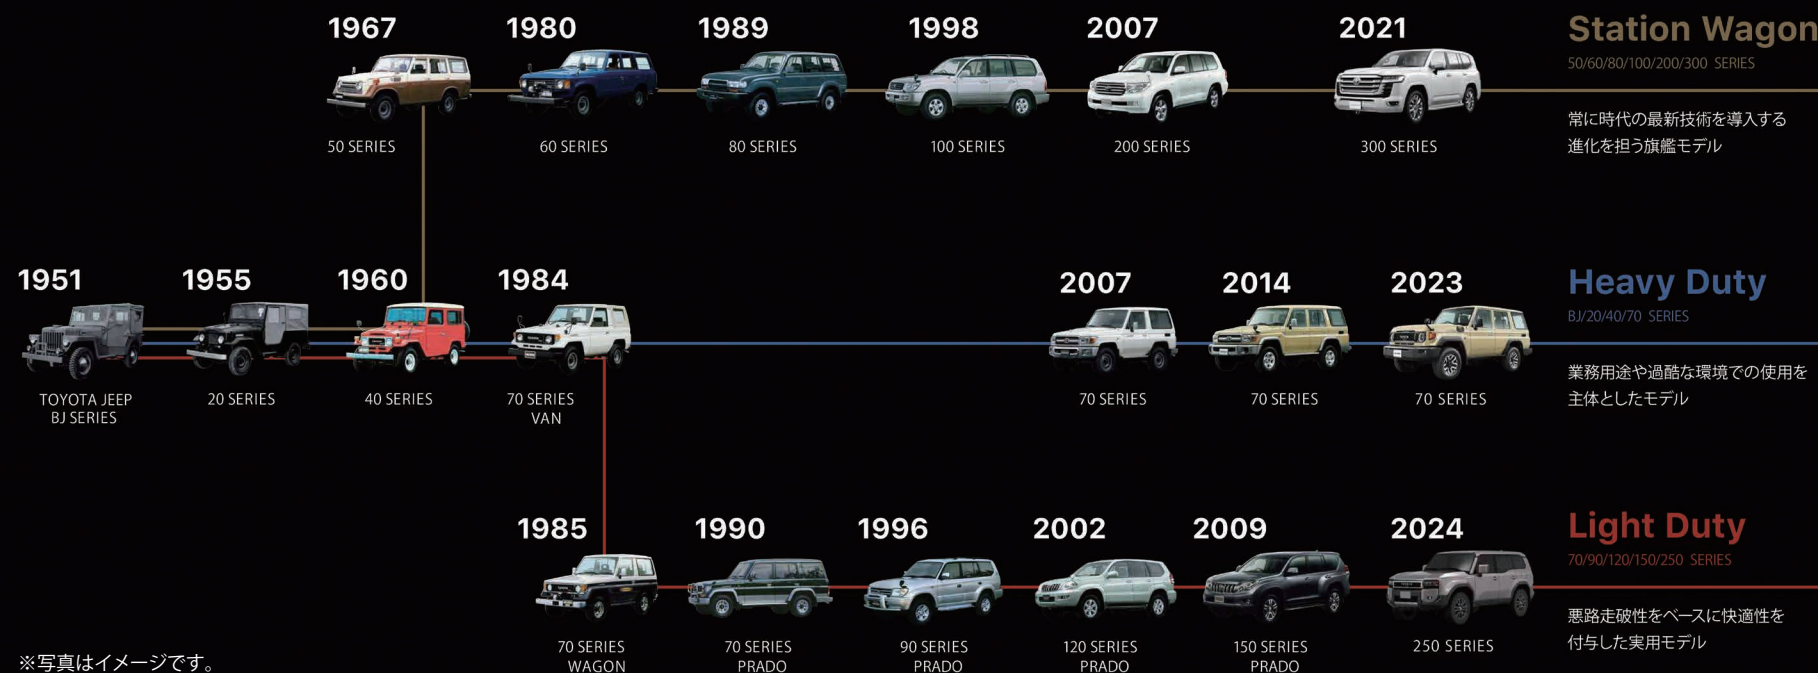 1967 1980 1989 1998 2007 2021
Station Wagon
50/60/80/100/200/300 SERIES
常に時代の最新技術を導入する
進化を担う旗艦モデル
50 SERIES 60 SERIES 80 SERIES 100 SERIES 200 SERIES 300 SERIES
1951 1955 1960 1984 2007 2014 2023
Heavy Duty
BJ/20/40/70 SERIES
業務用途や過酷な環境での使用を
主体としたモデル
TOYOTA JEEP 20 SERIES 40 SERIES 70 SERIES 70 SERIES 70 SERIES 70 SERIES
BJ SERIES VAN
1985 1990 1996 2002 2009 2024
Light Duty
70/90/120/150/250 SERIES
悪路走破性をベースに快適性を
付与した実用モデル
70 SERIES 70 SERIES 90 SERIES 120 SERIES 150 SERIES 250 SERIES
WAGON PRADO PRADO PRADO PRADO
※写真はイメージです。